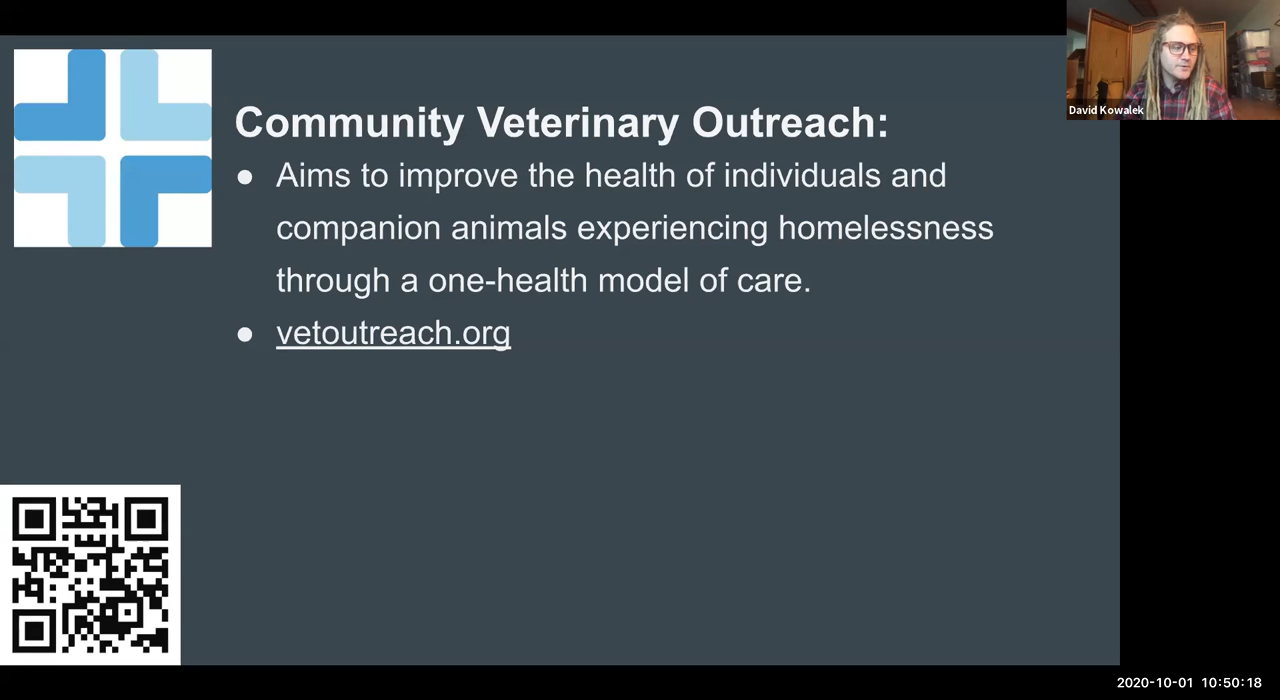 David Kowalek
Community Veterinary Outreach:
● Aims to improve the health of individuals and
companion animals experiencing homelessness
through a one-health model of care.
● vetoutreach.org
2020-10-01 10:50:18